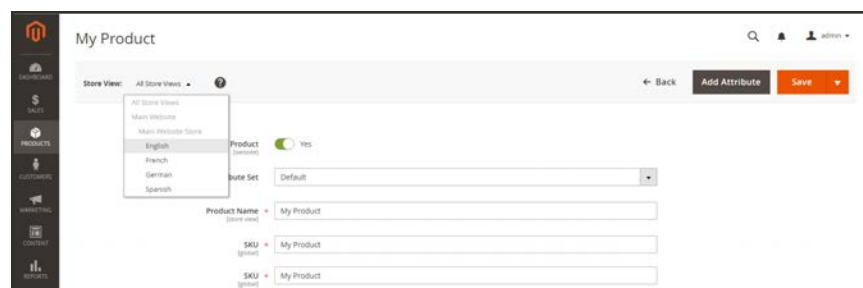 My Product
admin
DASHBOARD
Store View: All Store Views
← Back
Add Attribute
Save
SALES
All Store Views
Main Website
Main Website Store
English
French
German
Spanish
PRODUCTS
Product
[website]
Yes
CUSTOMERS
bute Set
Default
MARKETING
Product Name *
[store view]
My Product
CONTENT
SKU *
[global]
My Product
REPORTS
SKU *
[global]
My Product